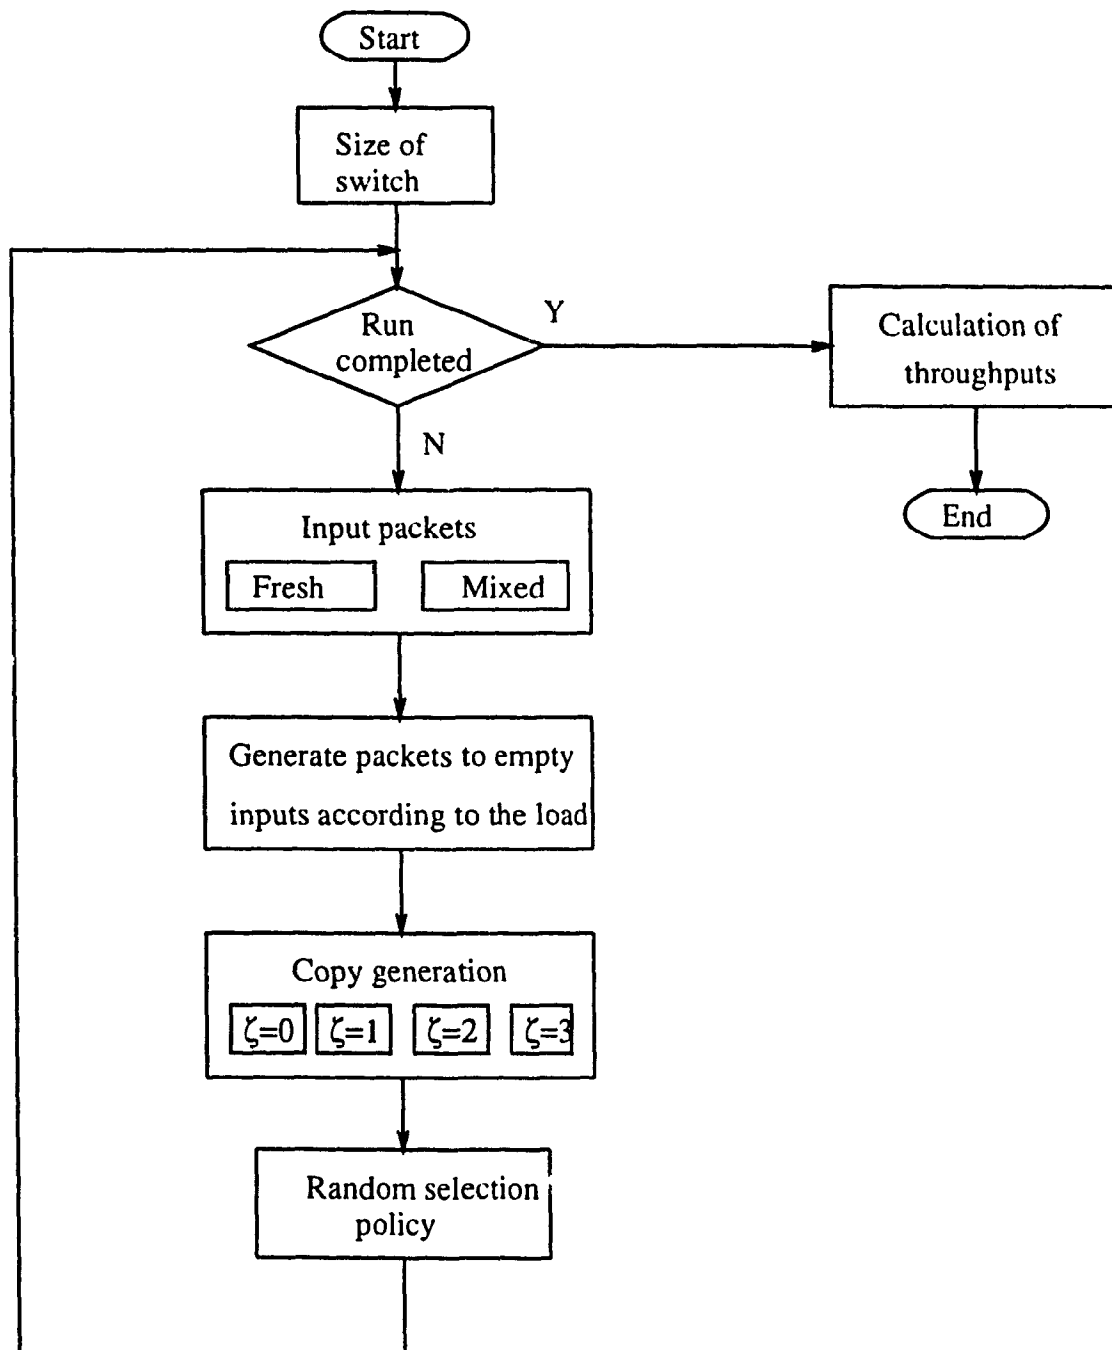 Start
Size of
switch
Run
completed
Y
Calculation of
throughputs
N
End
Input packets
Fresh
Mixed
Generate packets to empty
inputs according to the load
Copy generation
ζ=0
ζ=1
ζ=2
ζ=3
Random selection
policy